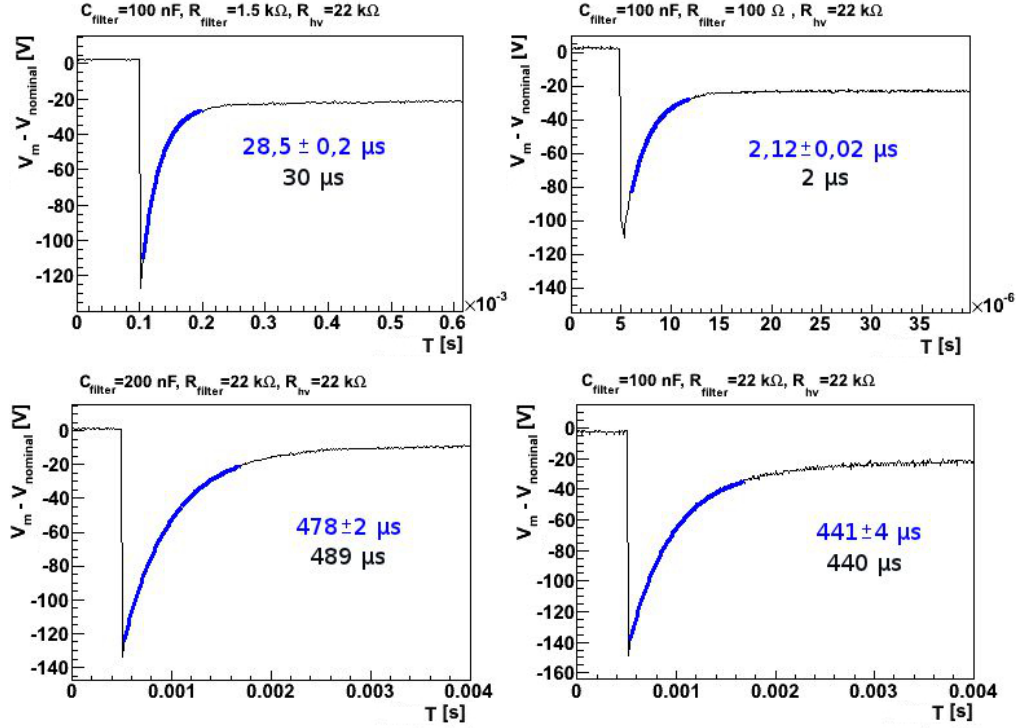 C_filter=100 nF, R_filter=1.5 kΩ, R_hv=22 kΩ
V_m - V_nominal [V]
0
-20
-40
-60
-80
-100
-120
28,5 ± 0,2 µs
30 µs
0 0.1 0.2 0.3 0.4 0.5 0.6
×10^-3
T [s]
C_filter=100 nF, R_filter=100 Ω , R_hv=22 kΩ
V_m - V_nominal [V]
0
-20
-40
-60
-80
-100
-120
-140
2,12±0,02 µs
2 µs
0 5 10 15 20 25 30 35
×10^-6
T [s]
C_filter=200 nF, R_filter=22 kΩ, R_hv=22 kΩ
V_m - V_nominal [V]
0
-20
-40
-60
-80
-100
-120
-140
478±2 µs
489 µs
0 0.001 0.002 0.003 0.004
T [s]
C_filter=100 nF, R_filter=22 kΩ, R_hv=22 kΩ
V_m - V_nominal [V]
0
-20
-40
-60
-80
-100
-120
-140
-160
441±4 µs
440 µs
0 0.001 0.002 0.003 0.004
T [s]